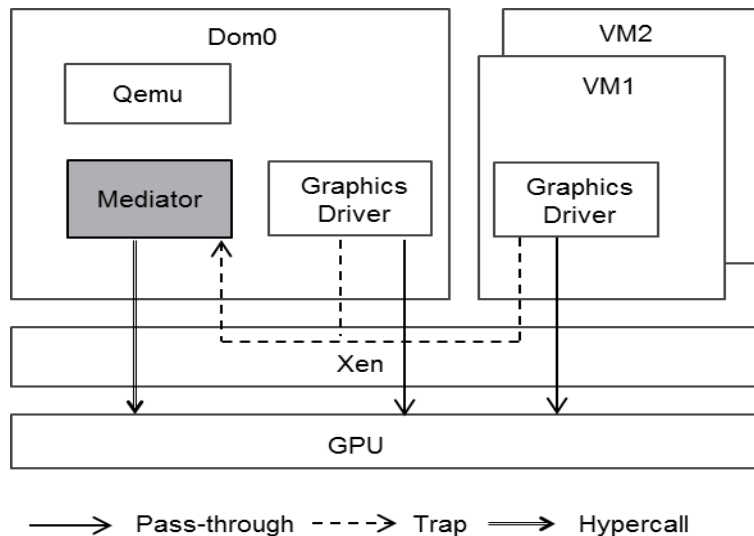 Dom0
VM2
VM1
Qemu
Mediator
Graphics
Driver
Graphics
Driver
Xen
GPU
Pass-through
Trap
Hypercall